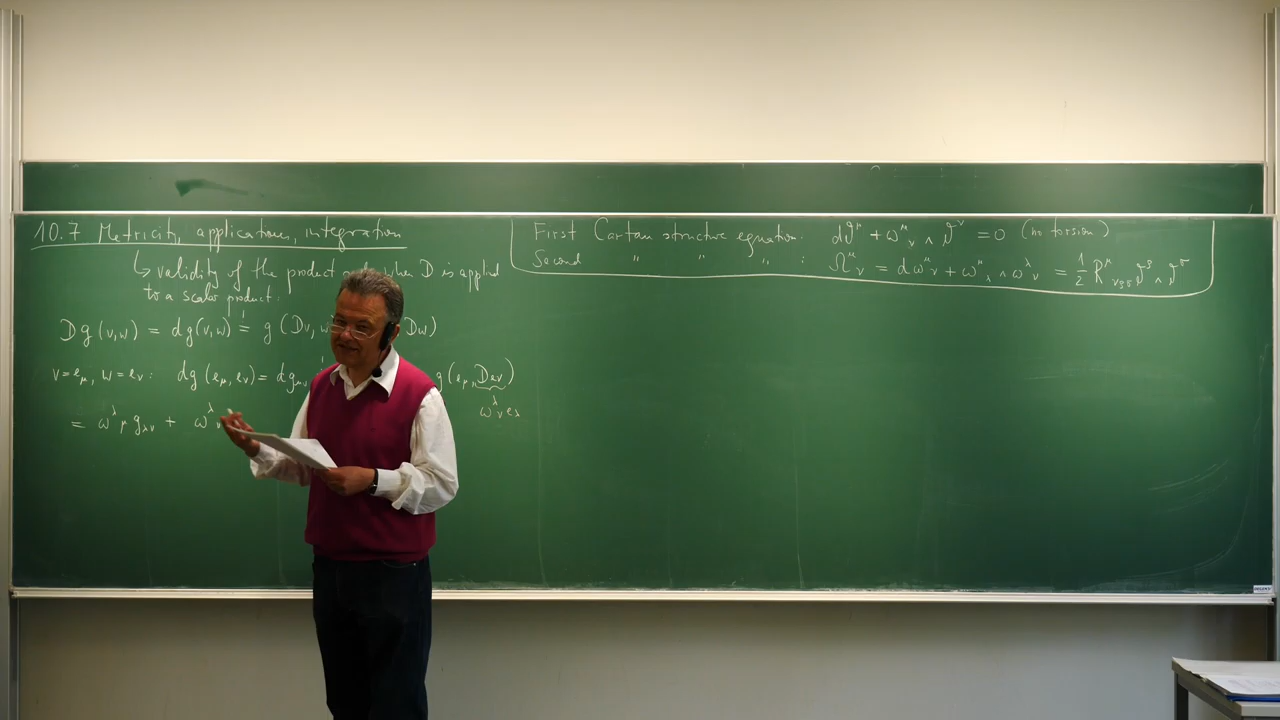 10.7 Metricity, applications, integration
↳ validity of the product when D is applied
to a scalar product.
Dg(v,w) = dg(v,w) = g(Dv, w Dw)
v=e_μ, w=e_ν: dg(e_μ, e_ν) = dg_μν g(e_μ, De_ν)
ω^λ_ν e_λ
= ω^λ_μ g_λν + ω^λ_ν
First Cartan structure equation: dϑ^μ + ω^μ_ν ∧ ϑ^ν = 0 (no torsion)
Second " " " : Ω^μ_ν = dω^μ_ν + ω^μ_λ ∧ ω^λ_ν = 1/2 R^μ_νρσ ϑ^ρ ∧ ϑ^σ